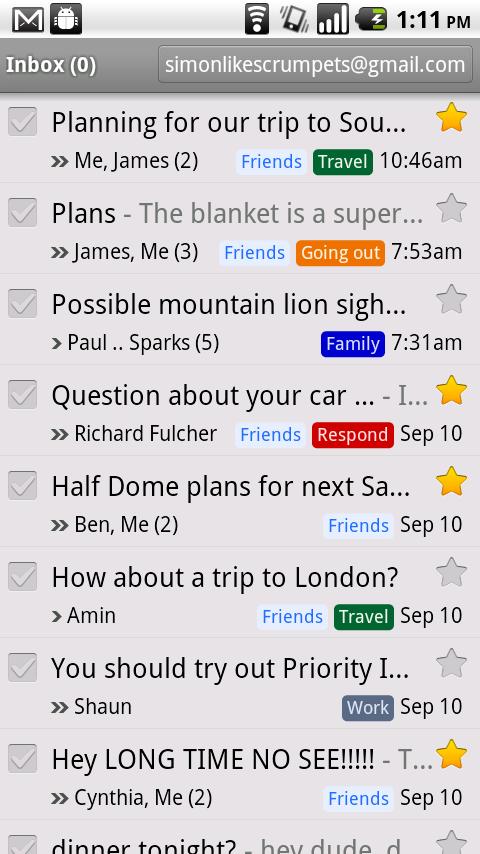 1:11 PM
Inbox (0) simonlikescrumpets@gmail.com
Planning for our trip to Sou...
Me, James (2) Friends Travel 10:46am
Plans - The blanket is a super...
James, Me (3) Friends Going out 7:53am
Possible mountain lion sigh...
Paul .. Sparks (5) Family 7:31am
Question about your car ... - I...
Richard Fulcher Friends Respond Sep 10
Half Dome plans for next Sa...
Ben, Me (2) Friends Sep 10
How about a trip to London?
Amin Friends Travel Sep 10
You should try out Priority I...
Shaun Work Sep 10
Hey LONG TIME NO SEE!!!!! - T...
Cynthia, Me (2) Friends Sep 10
dinner tonight? - hey dude, d